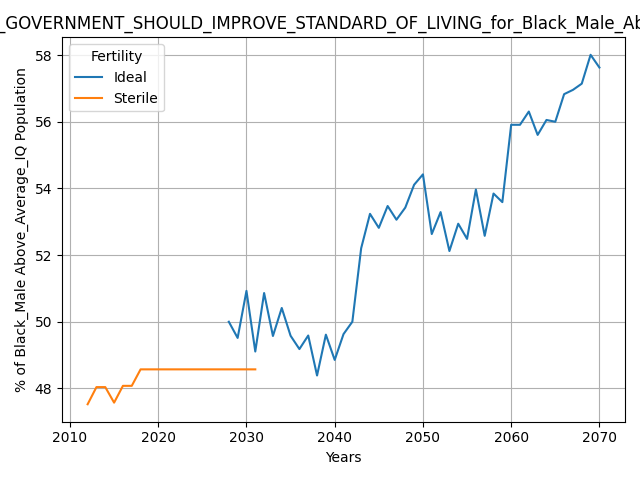 _GOVERNMENT_SHOULD_IMPROVE_STANDARD_OF_LIVING_for_Black_Male_Ab
Fertility
Ideal
Sterile
% of Black_Male Above_Average_IQ Population
58
56
54
52
50
48
2010 2020 2030 2040 2050 2060 2070
Years